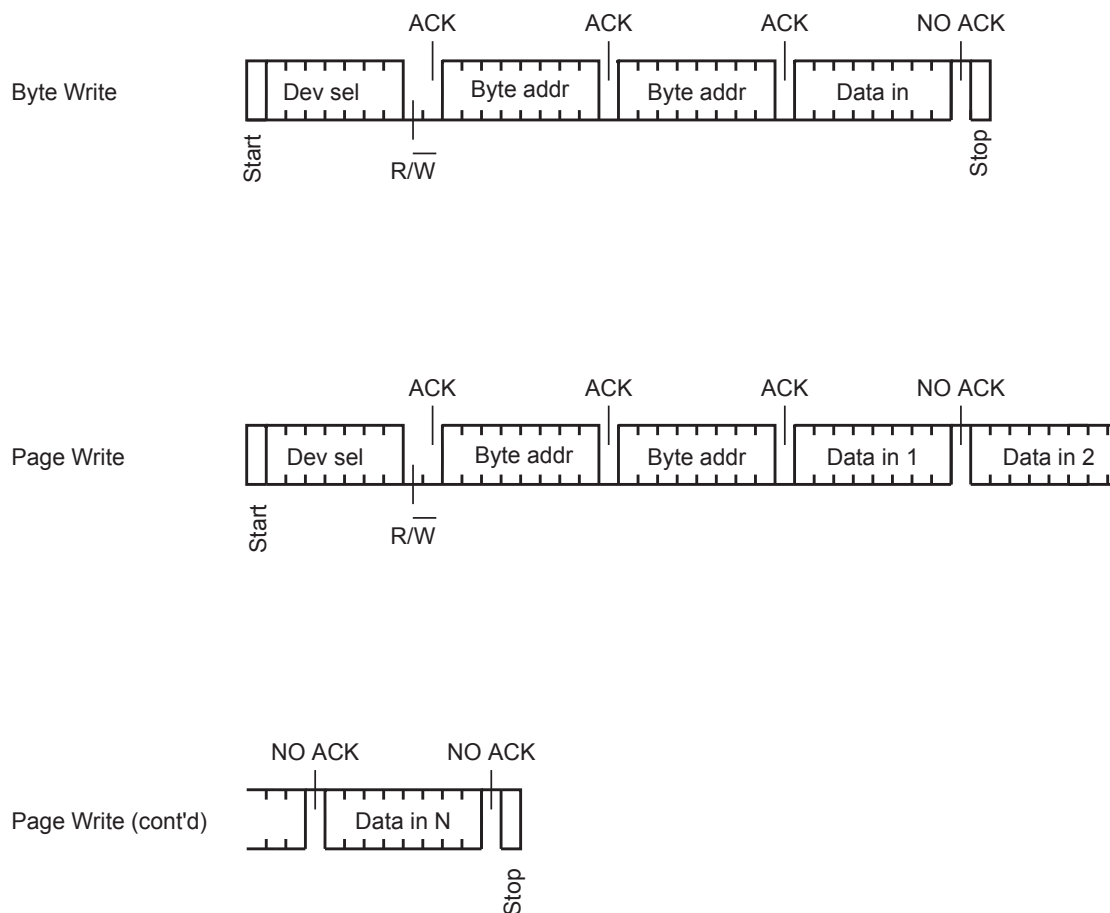 ACK ACK ACK NO ACK
Byte Write Dev sel Byte addr Byte addr Data in
Start R/W Stop
ACK ACK ACK NO ACK
Page Write Dev sel Byte addr Byte addr Data in 1 Data in 2
Start R/W
NO ACK NO ACK
Page Write (cont'd) Data in N
Stop